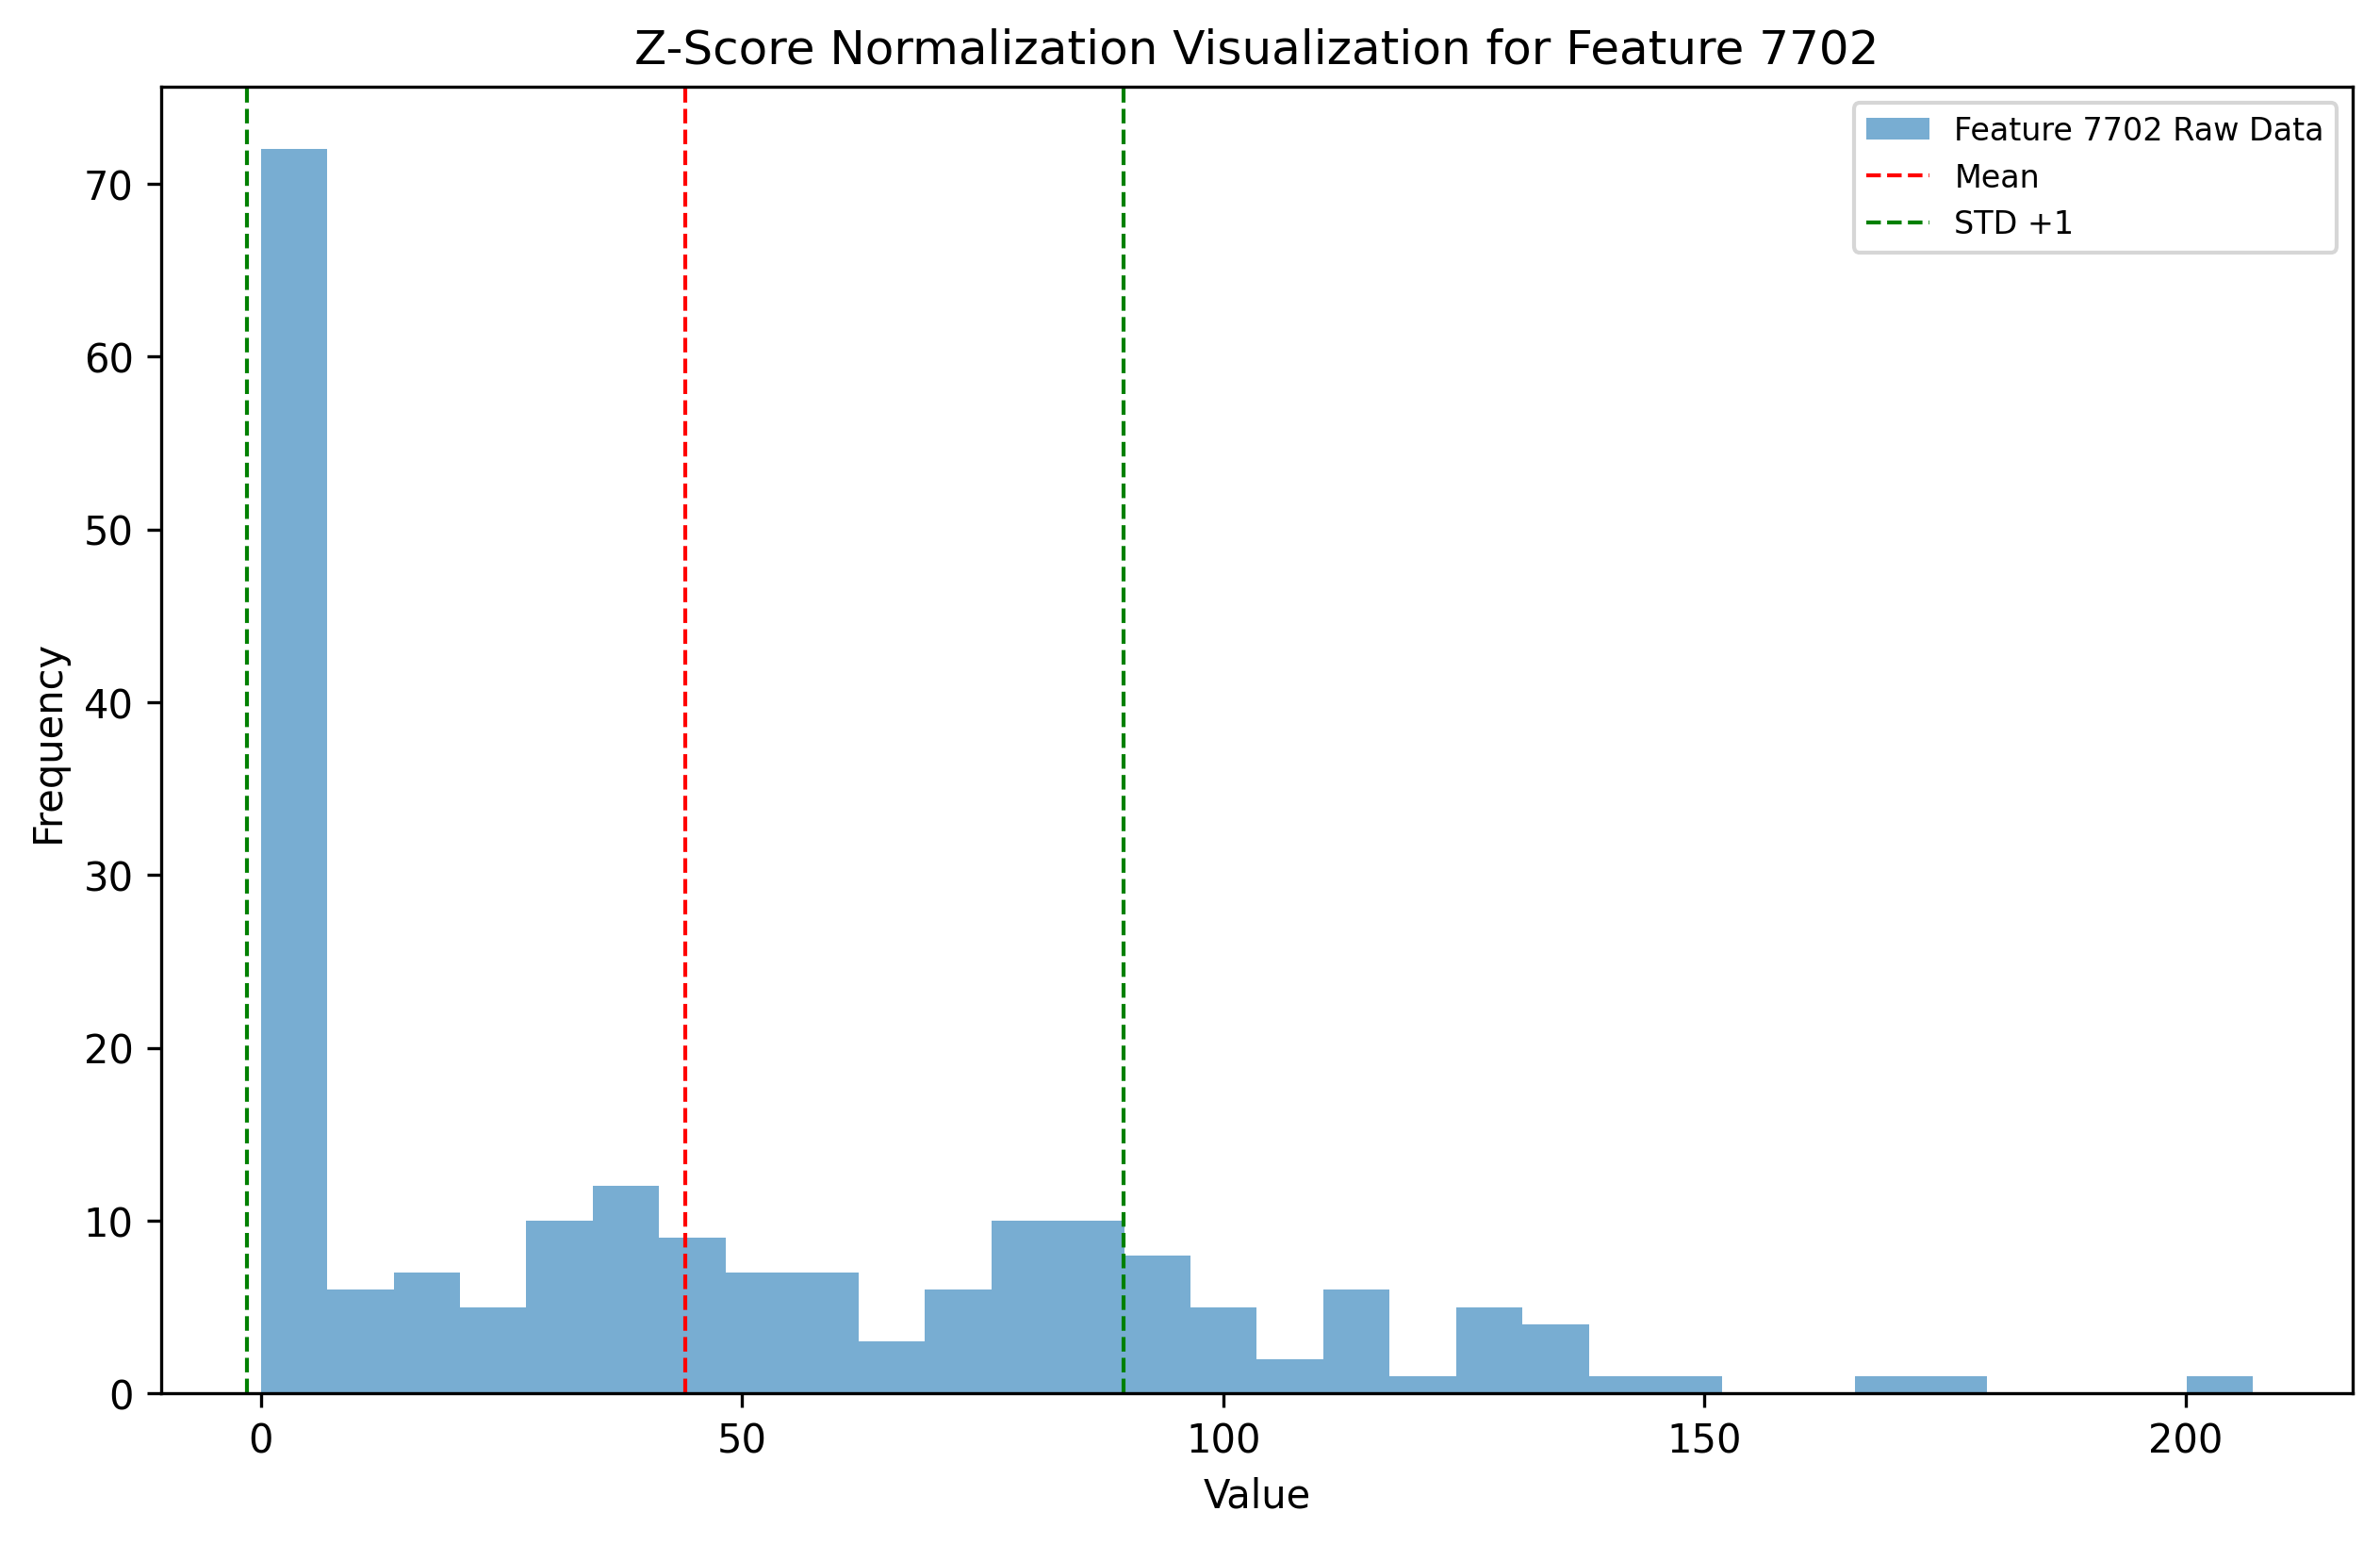 Z-Score Normalization Visualization for Feature 7702
Feature 7702 Raw Data
Mean
STD +1
Frequency
70
60
50
40
30
20
10
0
0 50 100 150 200
Value